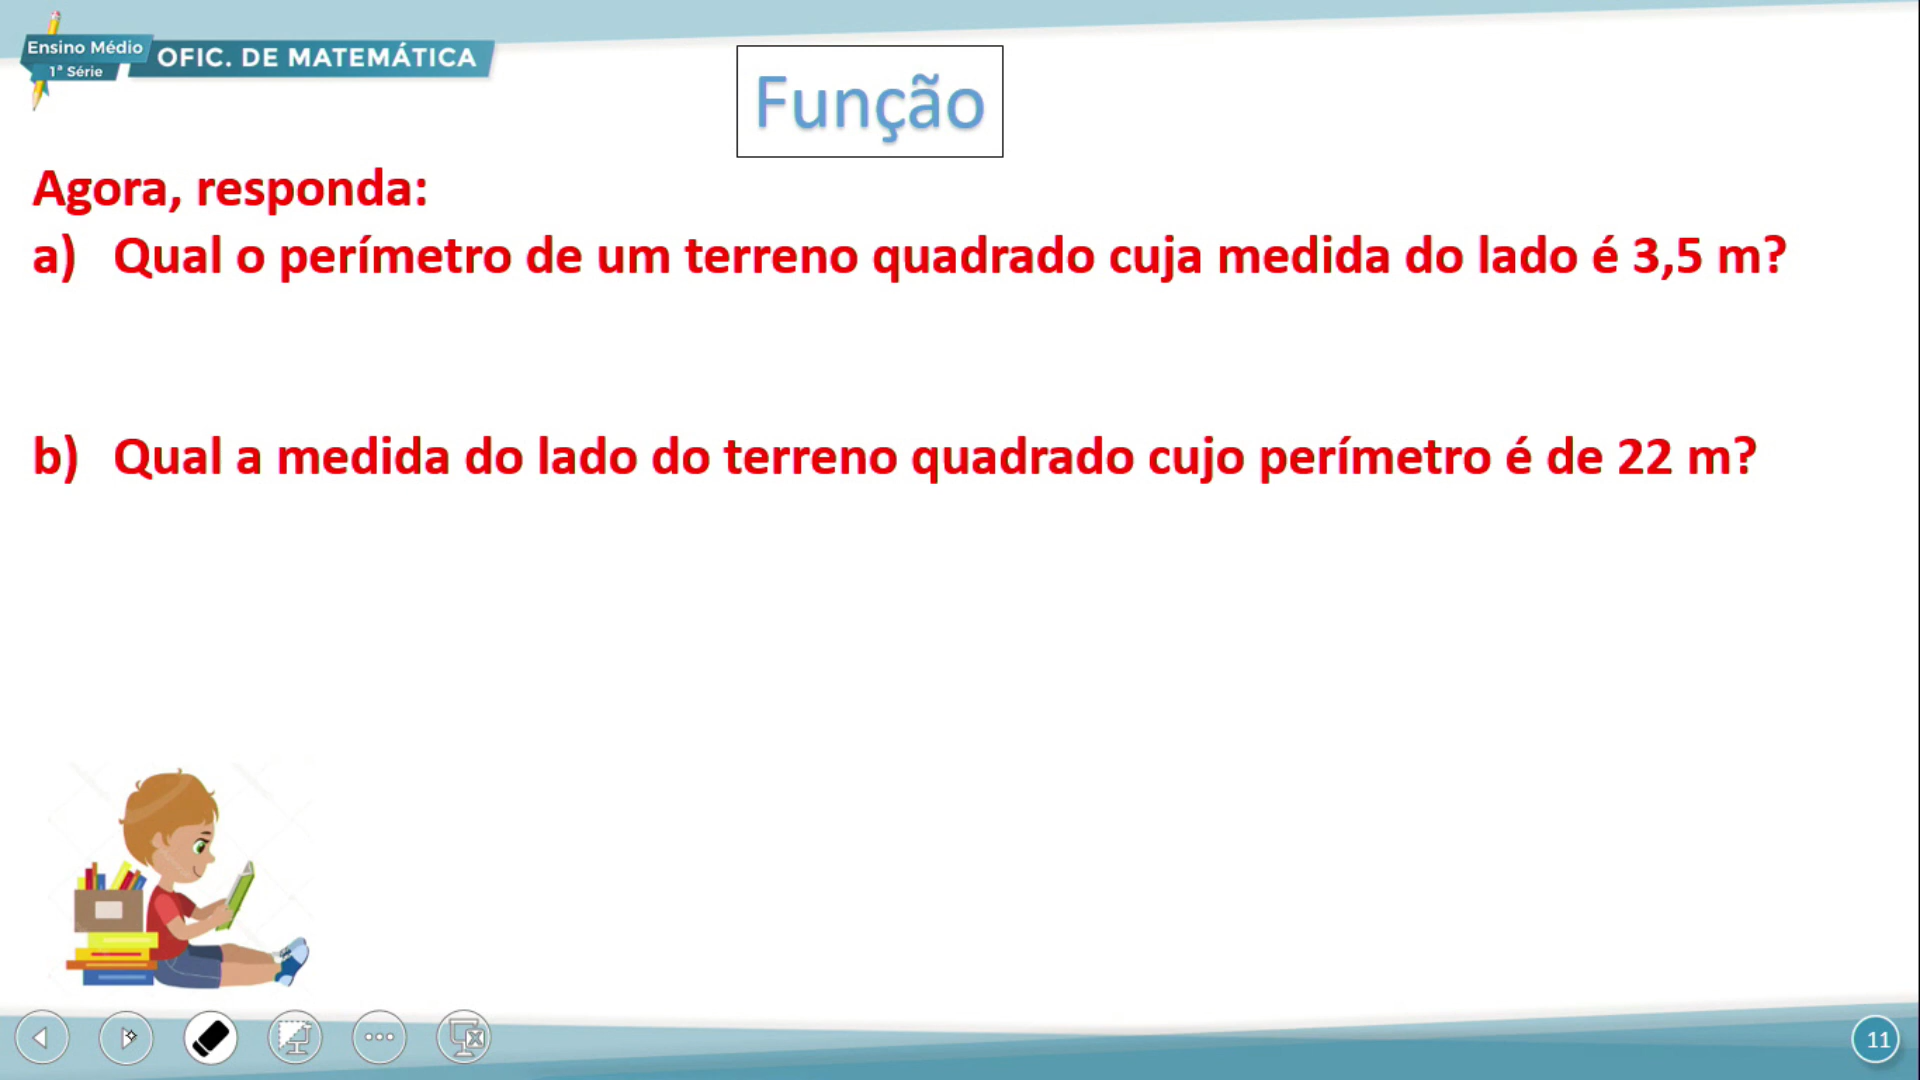 Ensino Médio
1ª Série
OFIC. DE MATEMÁTICA
Função
Agora, responda:
a) Qual o perímetro de um terreno quadrado cuja medida do lado é 3,5 m?
b) Qual a medida do lado do terreno quadrado cujo perímetro é de 22 m?
11